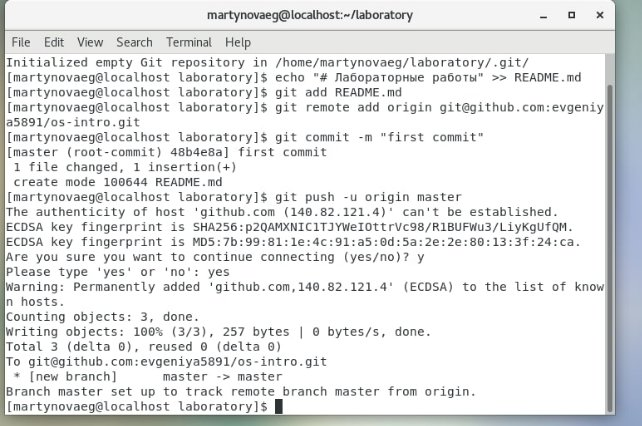 martynovaeg@localhost:~/laboratory
File Edit View Search Terminal Help
Initialized empty Git repository in /home/martynovaeg/laboratory/.git/
[martynovaeg@localhost laboratory]$ echo "# Лабораторные работы" >> README.md
[martynovaeg@localhost laboratory]$ git add README.md
[martynovaeg@localhost laboratory]$ git remote add origin git@github.com:evgeniy
a5891/os-intro.git
[martynovaeg@localhost laboratory]$ git commit -m "first commit"
[master (root-commit) 48b4e8a] first commit
 1 file changed, 1 insertion(+)
 create mode 100644 README.md
[martynovaeg@localhost laboratory]$ git push -u origin master
The authenticity of host 'github.com (140.82.121.4)' can't be established.
ECDSA key fingerprint is SHA256:p2QAMXNIC1TJYWeIOttrVc98/R1BUFWu3/LiyKgUfQM.
ECDSA key fingerprint is MD5:7b:99:81:1e:4c:91:a5:0d:5a:2e:2e:80:13:3f:24:ca.
Are you sure you want to continue connecting (yes/no)? y
Please type 'yes' or 'no': yes
Warning: Permanently added 'github.com,140.82.121.4' (ECDSA) to the list of know
n hosts.
Counting objects: 3, done.
Writing objects: 100% (3/3), 257 bytes | 0 bytes/s, done.
Total 3 (delta 0), reused 0 (delta 0)
To git@github.com:evgeniya5891/os-intro.git
 * [new branch]      master -> master
Branch master set up to track remote branch master from origin.
[martynovaeg@localhost laboratory]$